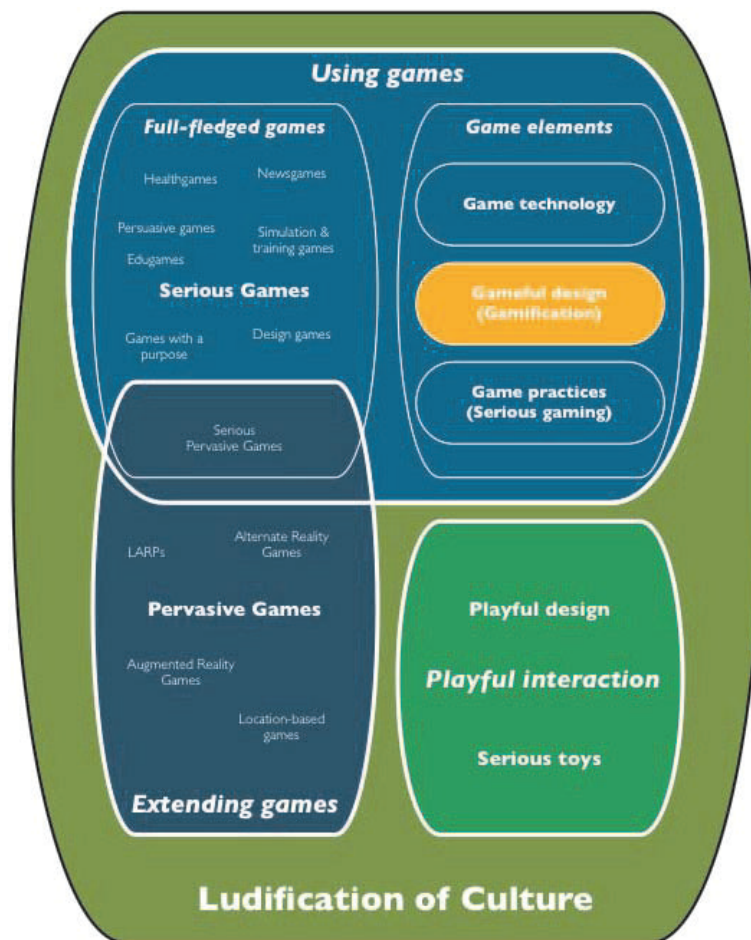 Using games
Full-fledged games
Healthgames
Newsgames
Persuasive games
Simulation &
training games
Edugames
Serious Games
Games with a
purpose
Design games
Serious
Pervasive Games
Game elements
Game technology
Gameful design
(Gamification)
Game practices
(Serious gaming)
LARPs
Alternate Reality
Games
Pervasive Games
Augmented Reality
Games
Location-based
games
Extending games
Playful design
Playful interaction
Serious toys
Ludification of Culture